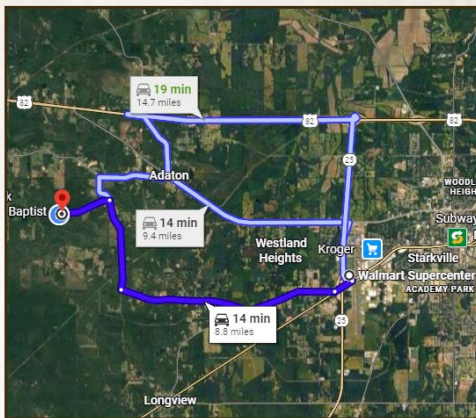 19 min
14.7 miles
82
82
82
25
Adaton
WOODL
HEIGH
k
Baptist
14 min
9.4 miles
Westland
Heights
Kroger
Subway
Starkville
Walmart Supercenter
ACADEMY PARK
14 min
8.8 miles
25
Longview